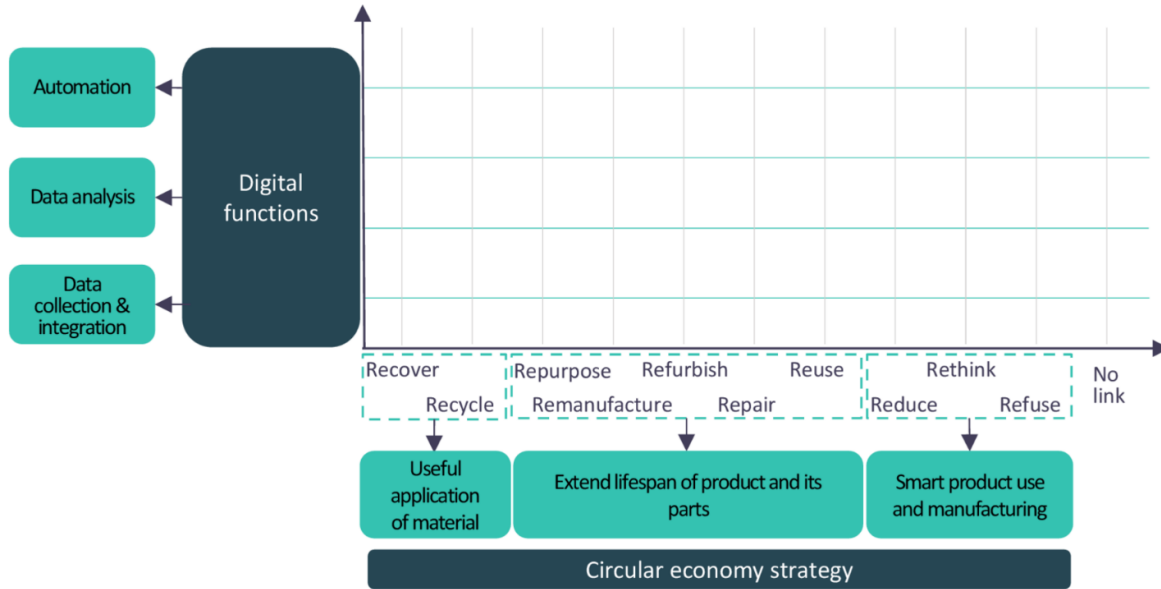 Automation
Data analysis
Data
collection &
integration
Digital
functions
Recover
Recycle
Repurpose
Remanufacture
Refurbish
Repair
Reuse
Reduce
Rethink
Refuse
No
link
Useful
application
of material
Extend lifespan of product and its
parts
Smart product use
and manufacturing
Circular economy strategy